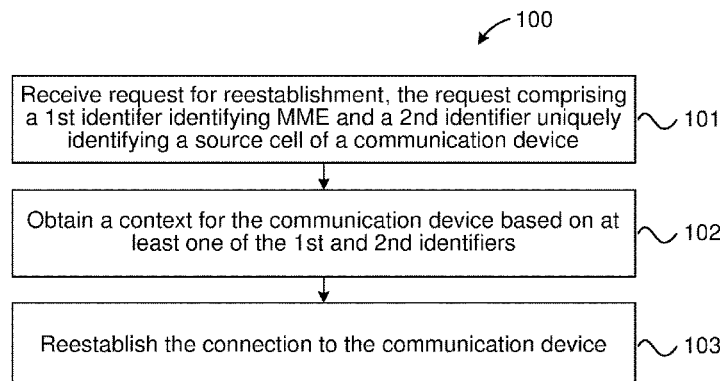 100
Receive request for reestablishment, the request comprising
a 1st identifer identifying MME and a 2nd identifier uniquely
identifying a source cell of a communication device
101
Obtain a context for the communication device based on at
least one of the 1st and 2nd identifiers
102
Reestablish the connection to the communication device
103